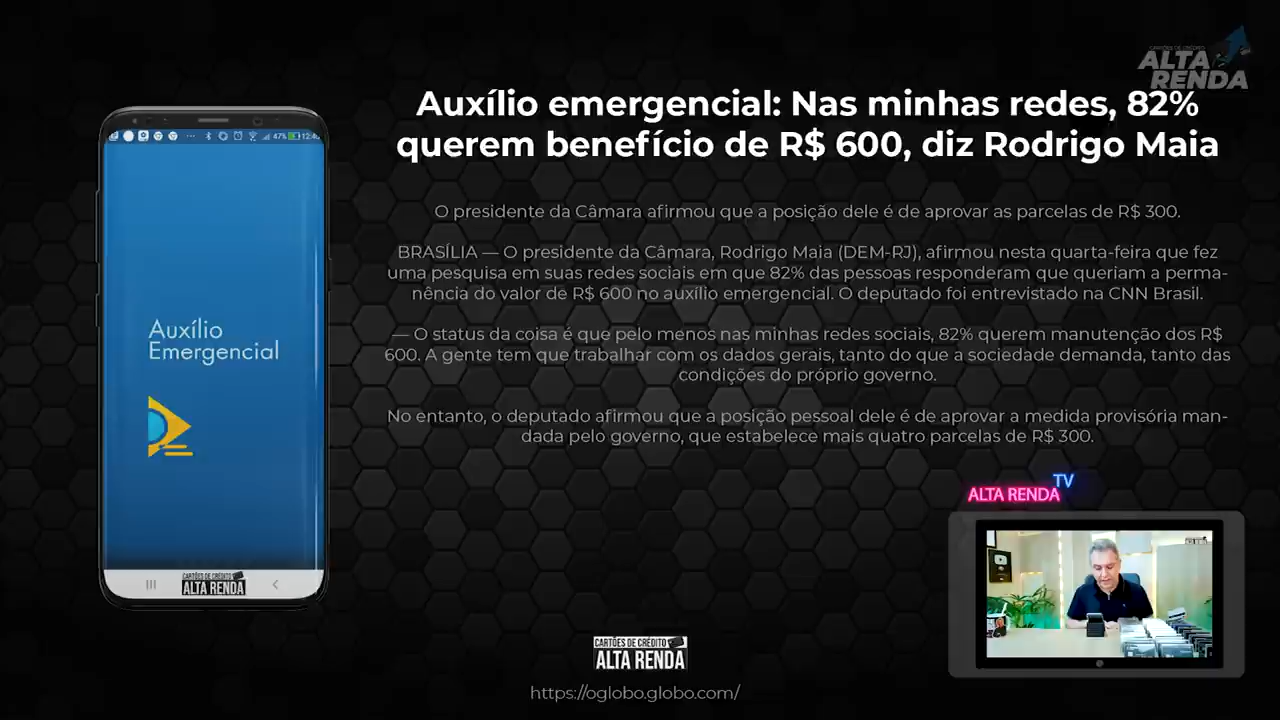 CARTÕES DE CRÉDITO
ALTA
RENDA
Auxílio emergencial: Nas minhas redes, 82%
querem benefício de R$ 600, diz Rodrigo Maia
47%
Auxílio
Emergencial
CARTÕES DE CRÉDITO
ALTA RENDA
O presidente da Câmara afirmou que a posição dele é de aprovar as parcelas de R$ 300.
BRASÍLIA — O presidente da Câmara, Rodrigo Maia (DEM-RJ), afirmou nesta quarta-feira que fez
uma pesquisa em suas redes sociais em que 82% das pessoas responderam que queriam a perma-
nência do valor de R$ 600 no auxílio emergencial. O deputado foi entrevistado na CNN Brasil.
— O status da coisa é que pelo menos nas minhas redes sociais, 82% querem manutenção dos R$
600. A gente tem que trabalhar com os dados gerais, tanto do que a sociedade demanda, tanto das
condições do próprio governo.
No entanto, o deputado afirmou que a posição pessoal dele é de aprovar a medida provisória man-
dada pelo governo, que estabelece mais quatro parcelas de R$ 300.
TV
ALTA RENDA
CARTÕES DE CRÉDITO
ALTA RENDA
https://oglobo.globo.com/